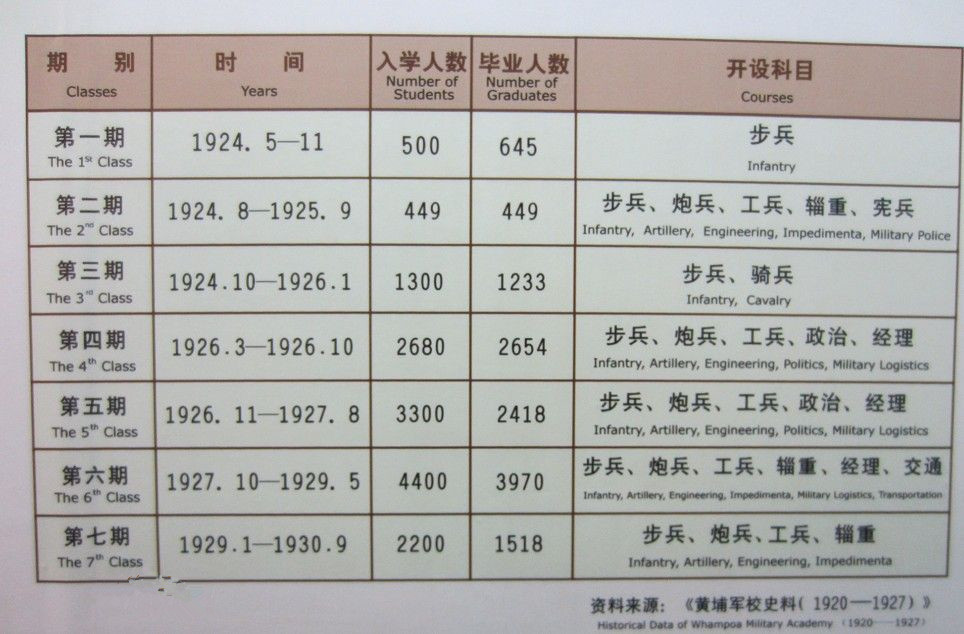 期 别 时 间 入学人数 毕业人数 开设科目
Classes Years Number of Students Number of Graduates Courses
第一期 1924. 5—11 500 645 步兵
The 1st Class Infantry
第二期 1924. 8—1925. 9 449 449 步兵、炮兵、工兵、辎重、宪兵
The 2nd Class Infantry, Artillery, Engineering, Impedimenta, Military Police
第三期 1924.10—1926.1 1300 1233 步兵、骑兵
The 3rd Class Infantry, Cavalry
第四期 1926.3—1926.10 2680 2654 步兵、炮兵、工兵、政治、经理
The 4th Class Infantry, Artillery, Engineering, Politics, Military Logistics
第五期 1926. 11—1927. 8 3300 2418 步兵、炮兵、工兵、政治、经理
The 5th Class Infantry, Artillery, Engineering, Politics, Military Logistics
第六期 1927. 10—1929. 5 4400 3970 步兵、炮兵、工兵、辎重、经理、交通
The 6th Class Infantry, Artillery, Engineering, Impedimenta, Military Logistics, Transportation
第七期 1929.1—1930.9 2200 1518 步兵、炮兵、工兵、辎重
The 7th Class Infantry, Artillery, Engineering, Impedimenta
资料来源：《黄埔军校史料( 1920—1927) 》
Historical Data of Whampoa Military Academy (1920—1927)